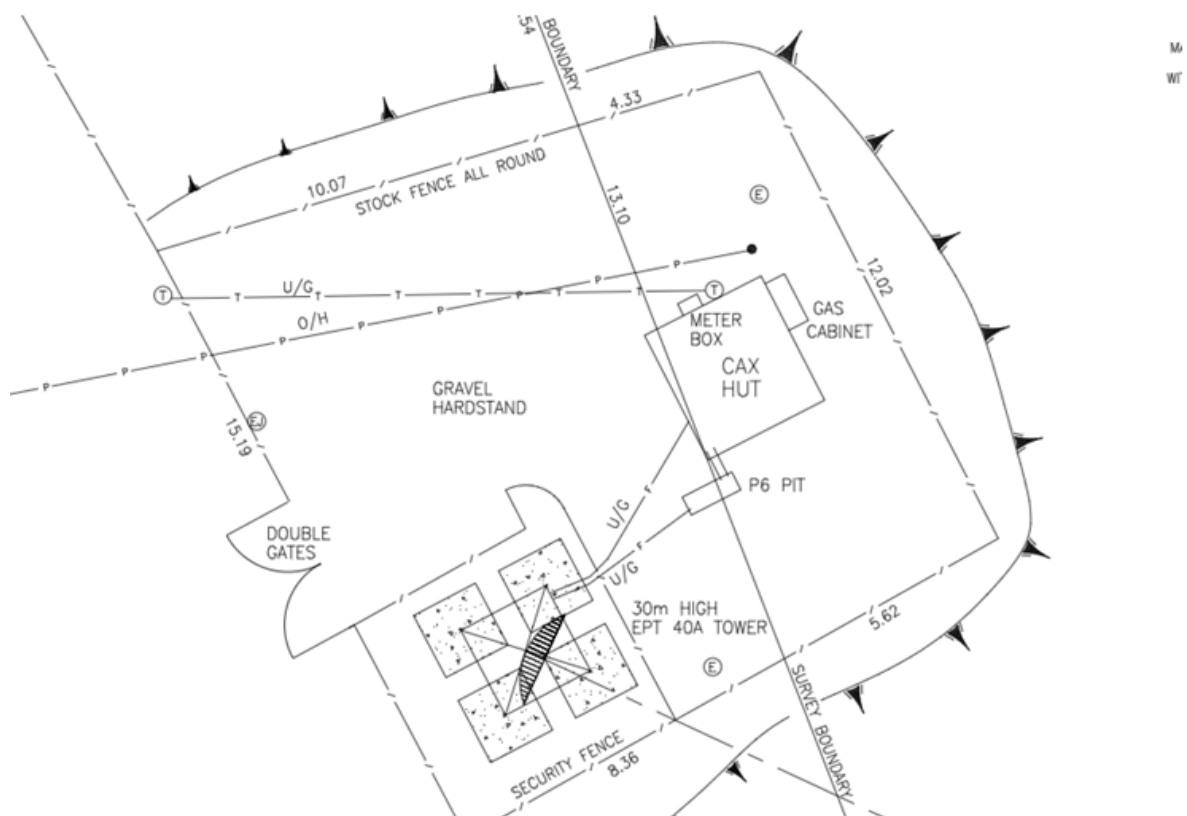 .54
BOUNDARY
4.33
10.07
STOCK FENCE ALL ROUND
13.10
E
12.02
T
U/G
T
T
T
T
T
T
T
O/H
P
P
P
P
P
P
P
P
P
METER
BOX
GAS
CABINET
CAX
HUT
GRAVEL
HARDSTAND
EJ
15.19
P6 PIT
U/G
F
DOUBLE
GATES
F
U/G
30m HIGH
EPT 40A TOWER
5.62
E
SURVEY BOUNDARY
SECURITY FENCE
8.36